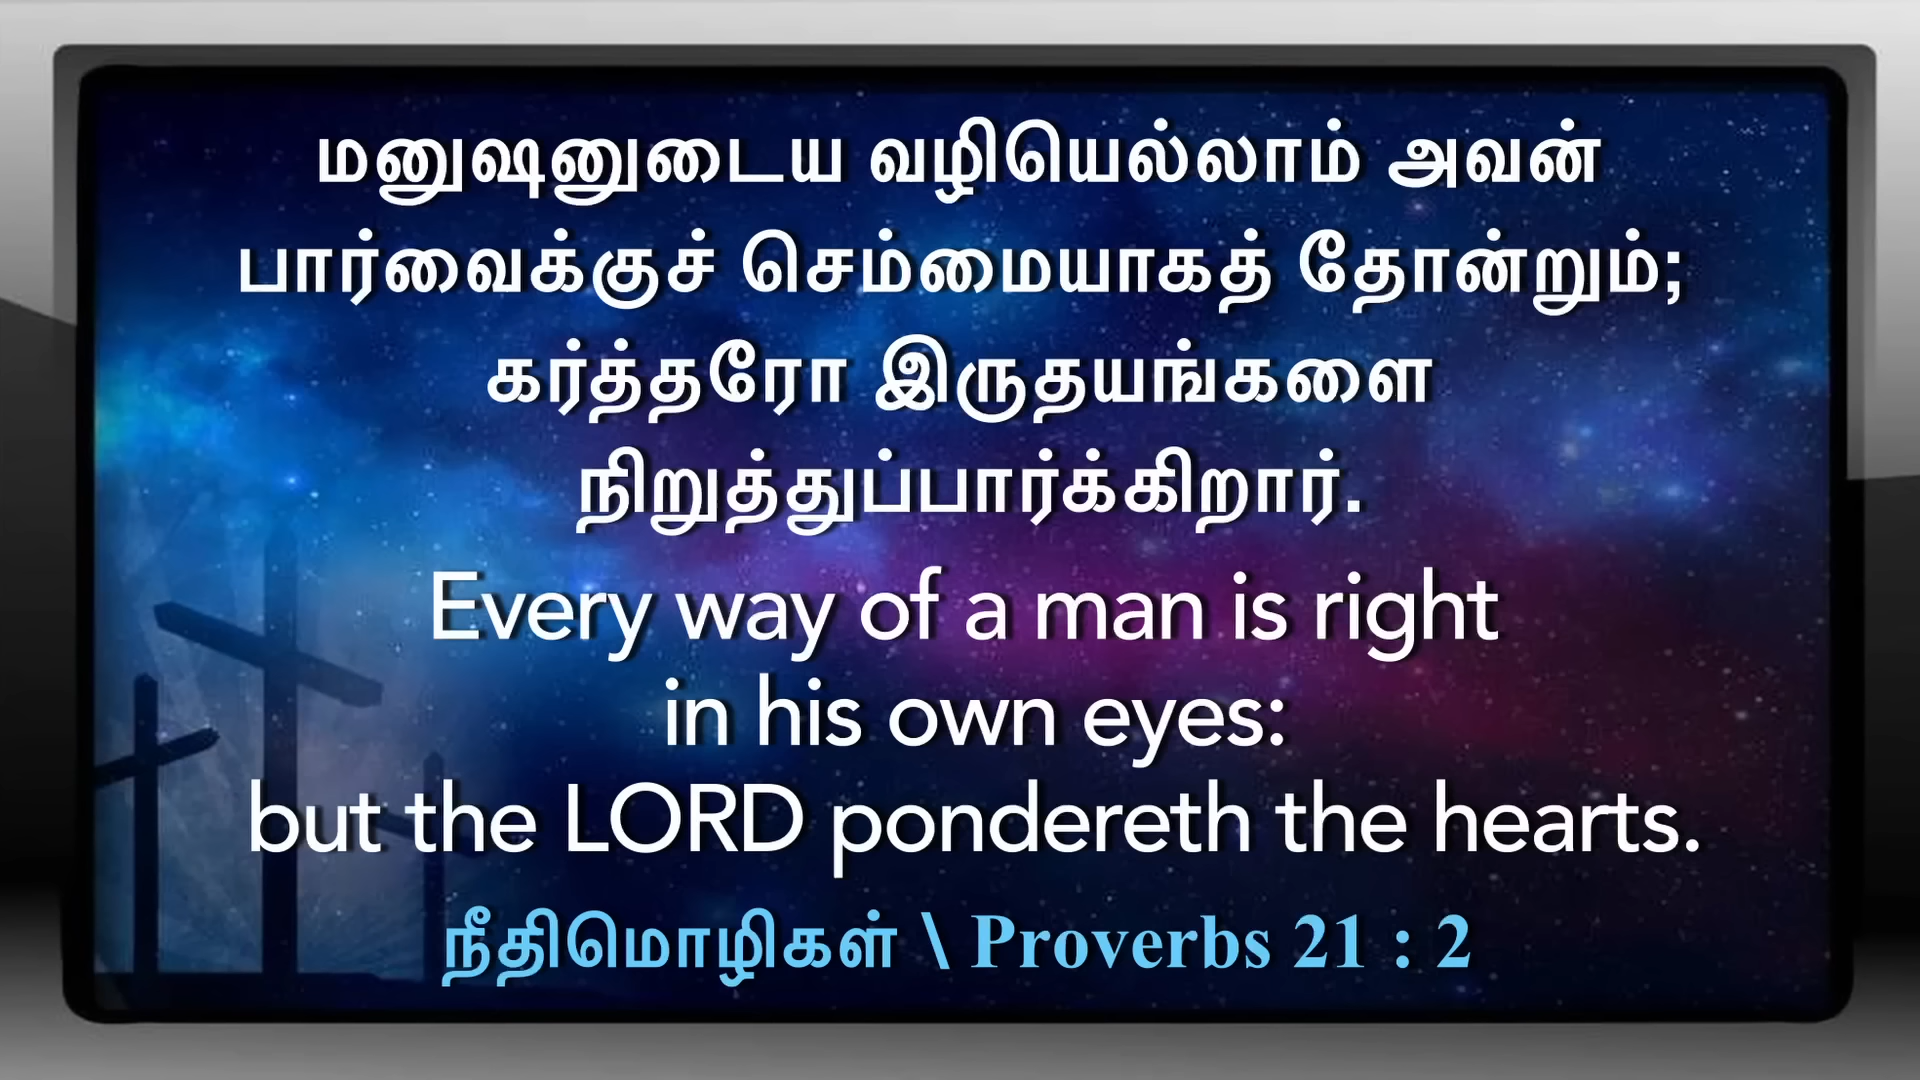 மனுஷனுடைய வழியெல்லாம் அவன்
பார்வைக்குச் செம்மையாகத் தோன்றும்;
கர்த்தரோ இருதயங்களை
நிறுத்துப்பார்க்கிறார்.
Every way of a man is right
in his own eyes:
but the LORD pondereth the hearts.
நீதிமொழிகள் \ Proverbs 21 : 2